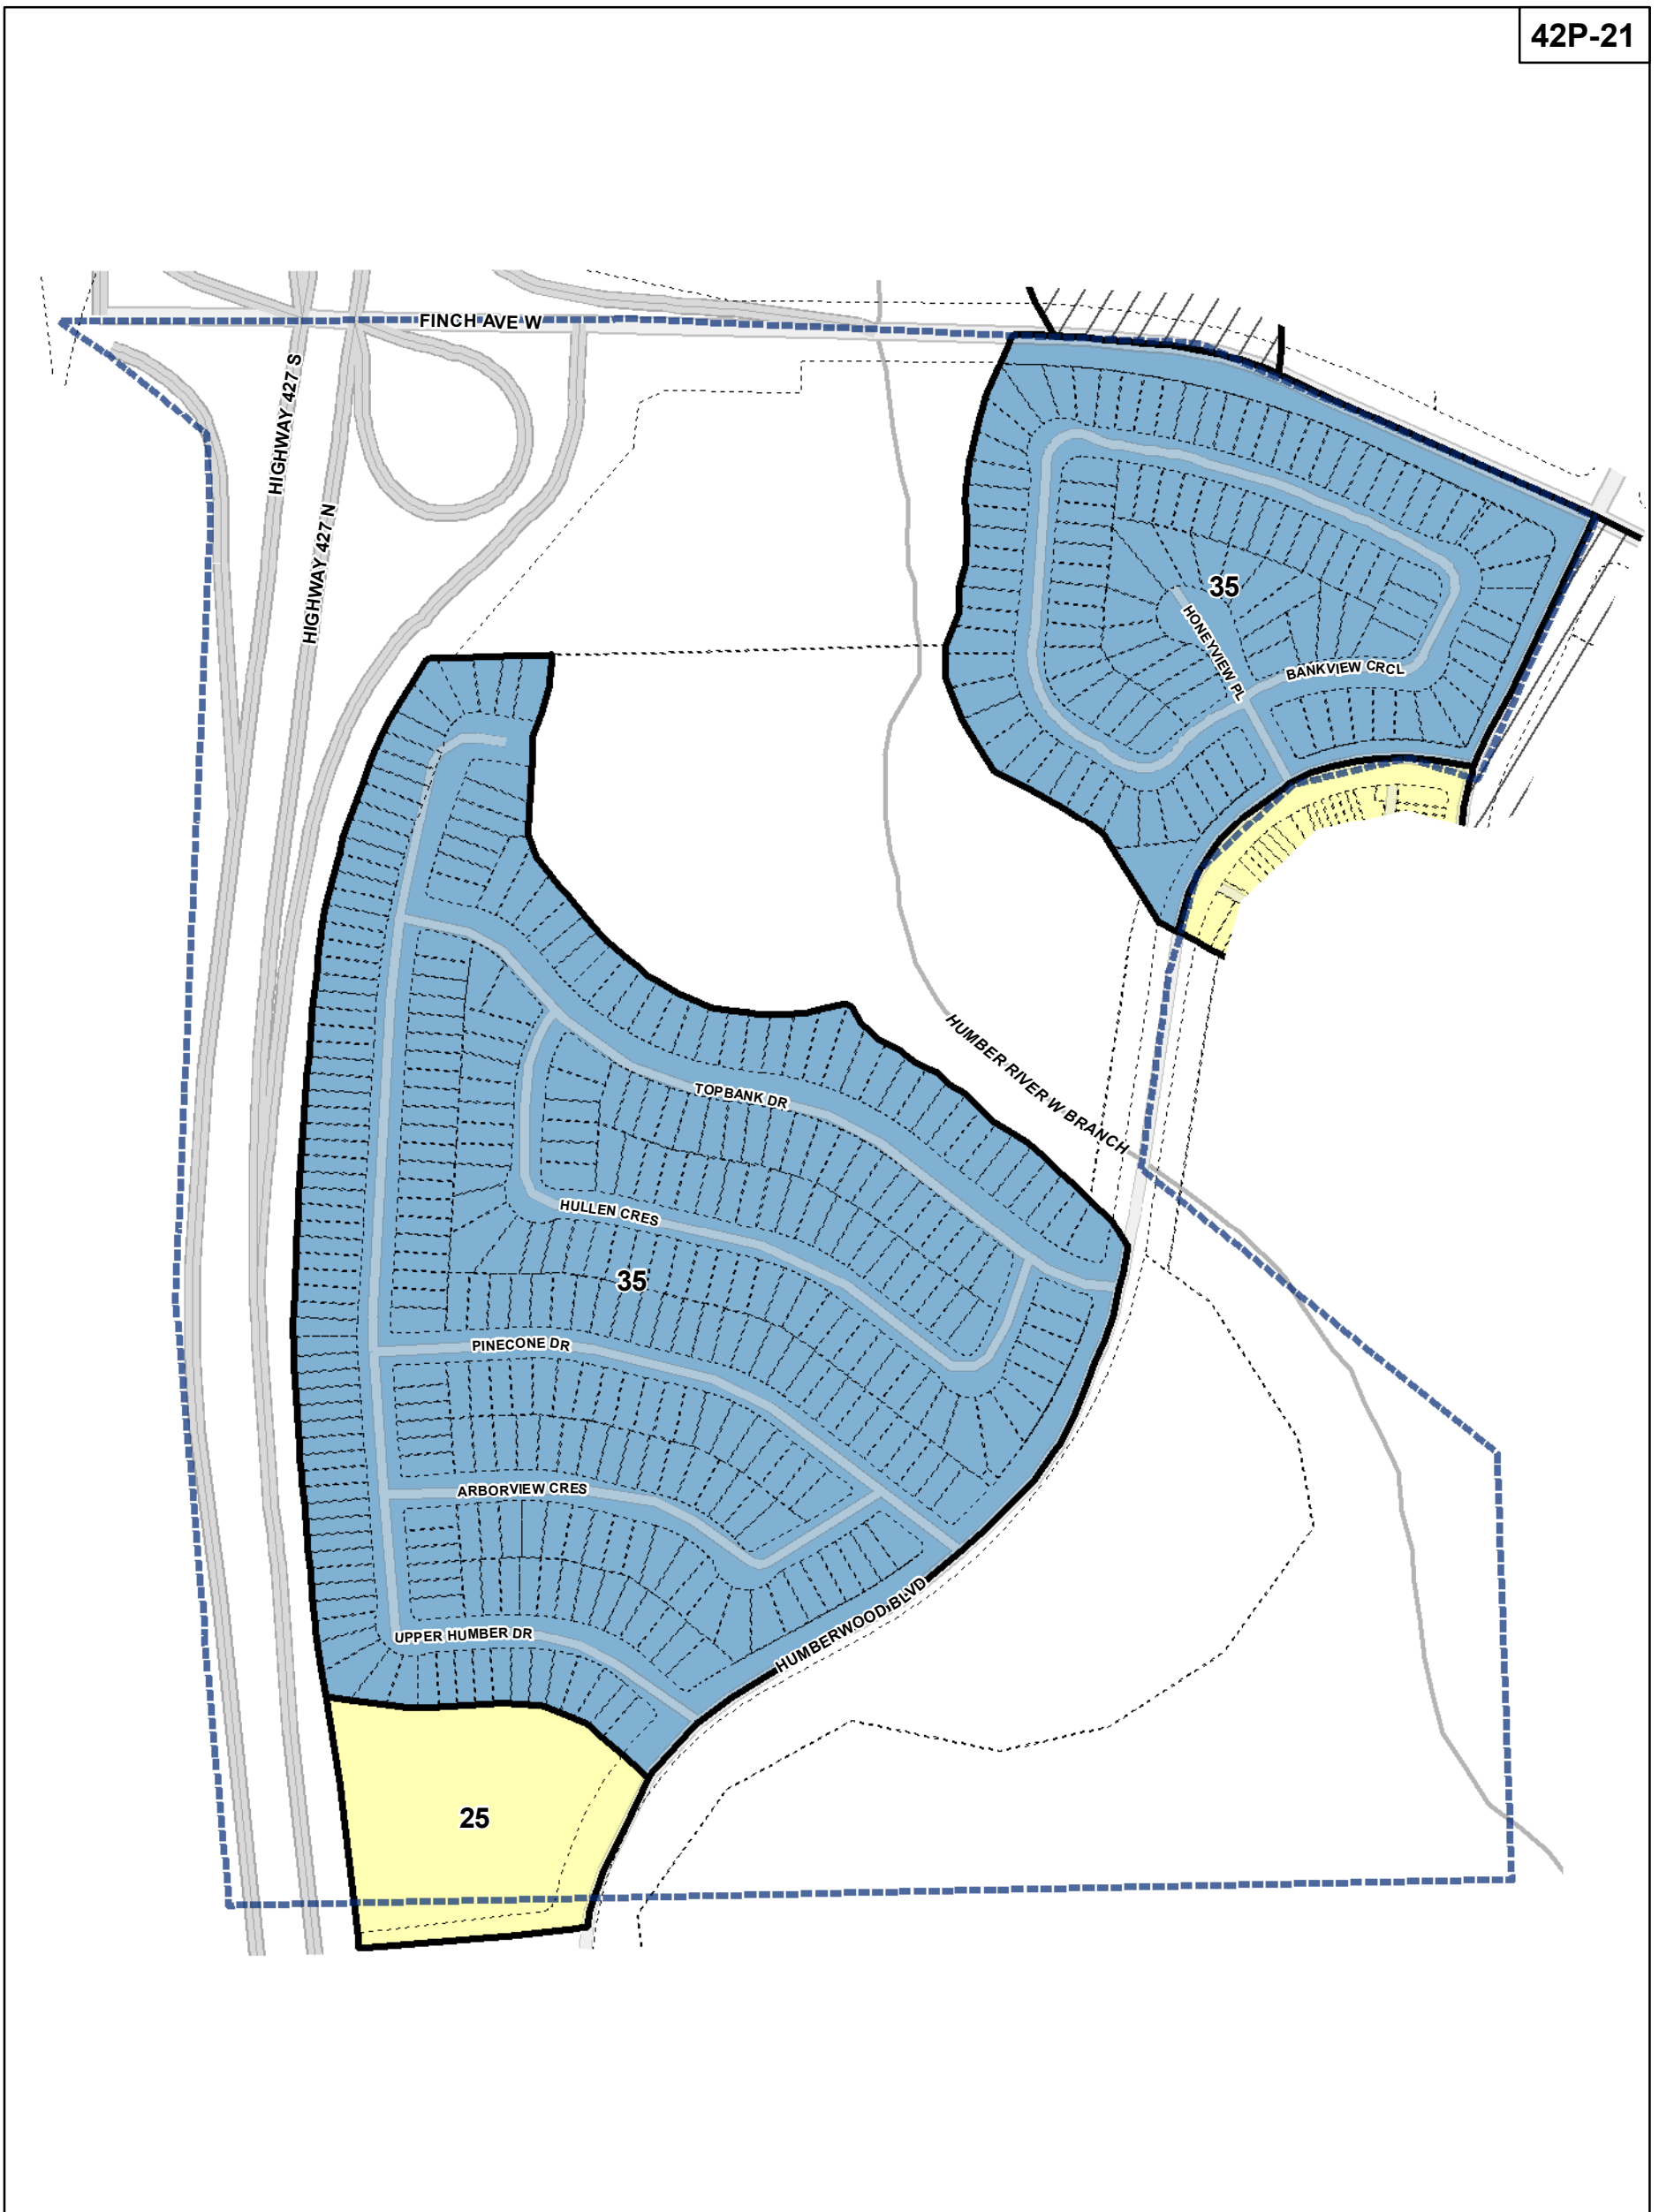 42P-21
FINCH AVE W
HIGHWAY 427 S
HIGHWAY 427 N
35
HONEYVIEW PL
BANKVIEW CRCL
HUMBER RIVER W BRANCH
TOPBANK DR
HULLEN CRES
35
PINECONE DR
ARBORVIEW CRES
UPPER HUMBER DR
HUMBERWOOD BLVD
25